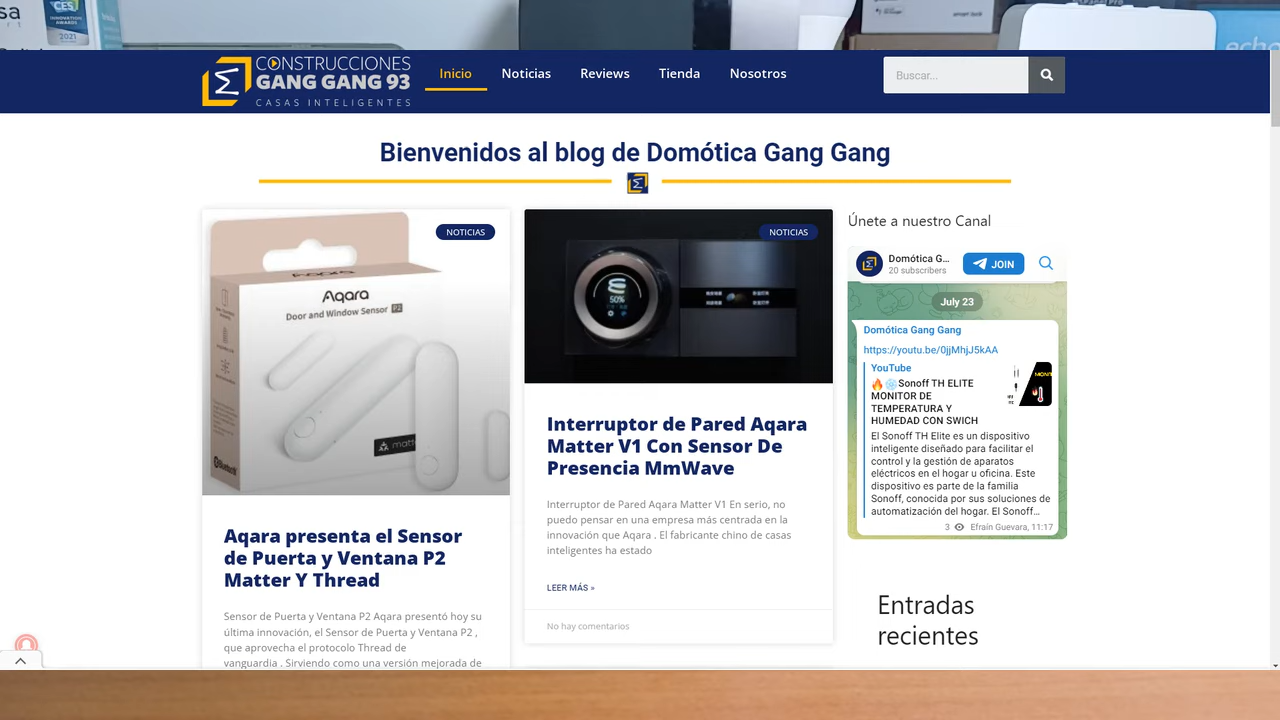 CES
INNOVATION
AWARDS
2021
echo
CONSTRUCCIONES
GANG GANG 93
CASAS INTELIGENTES
Inicio
Noticias
Reviews
Tienda
Nosotros
Buscar...
Bienvenidos al blog de Domótica Gang Gang
NOTICIAS
Aqara
Aqara
Door and Window Sensor P2
Bluetooth
Aqara presenta el Sensor
de Puerta y Ventana P2
Matter Y Thread
Sensor de Puerta y Ventana P2 Aqara presentó hoy su
última innovación, el Sensor de Puerta y Ventana P2 ,
que aprovecha el protocolo Thread de
vanguardia . Sirviendo como una versión mejorada de
NOTICIAS
50%
Interruptor de Pared Aqara
Matter V1 Con Sensor De
Presencia MmWave
Interruptor de Pared Aqara Matter V1 En serio, no
puedo pensar en una empresa más centrada en la
innovación que Aqara . El fabricante chino de casas
inteligentes ha estado
LEER MÁS »
No hay comentarios
Únete a nuestro Canal
Domótica G...
20 subscribers
JOIN
July 23
Domótica Gang Gang
https://youtu.be/0jjMhjJ5kAA
YouTube
🔥❄️Sonoff TH ELITE
MONITOR DE
TEMPERATURA Y
HUMEDAD CON SWICH
El Sonoff TH Elite es un dispositivo
inteligente diseñado para facilitar el
control y la gestión de aparatos
eléctricos en el hogar u oficina. Este
dispositivo es parte de la familia
Sonoff, conocida por sus soluciones de
automatización del hogar. El Sonoff...
3 Efraín Guevara, 11:17
Entradas
recientes